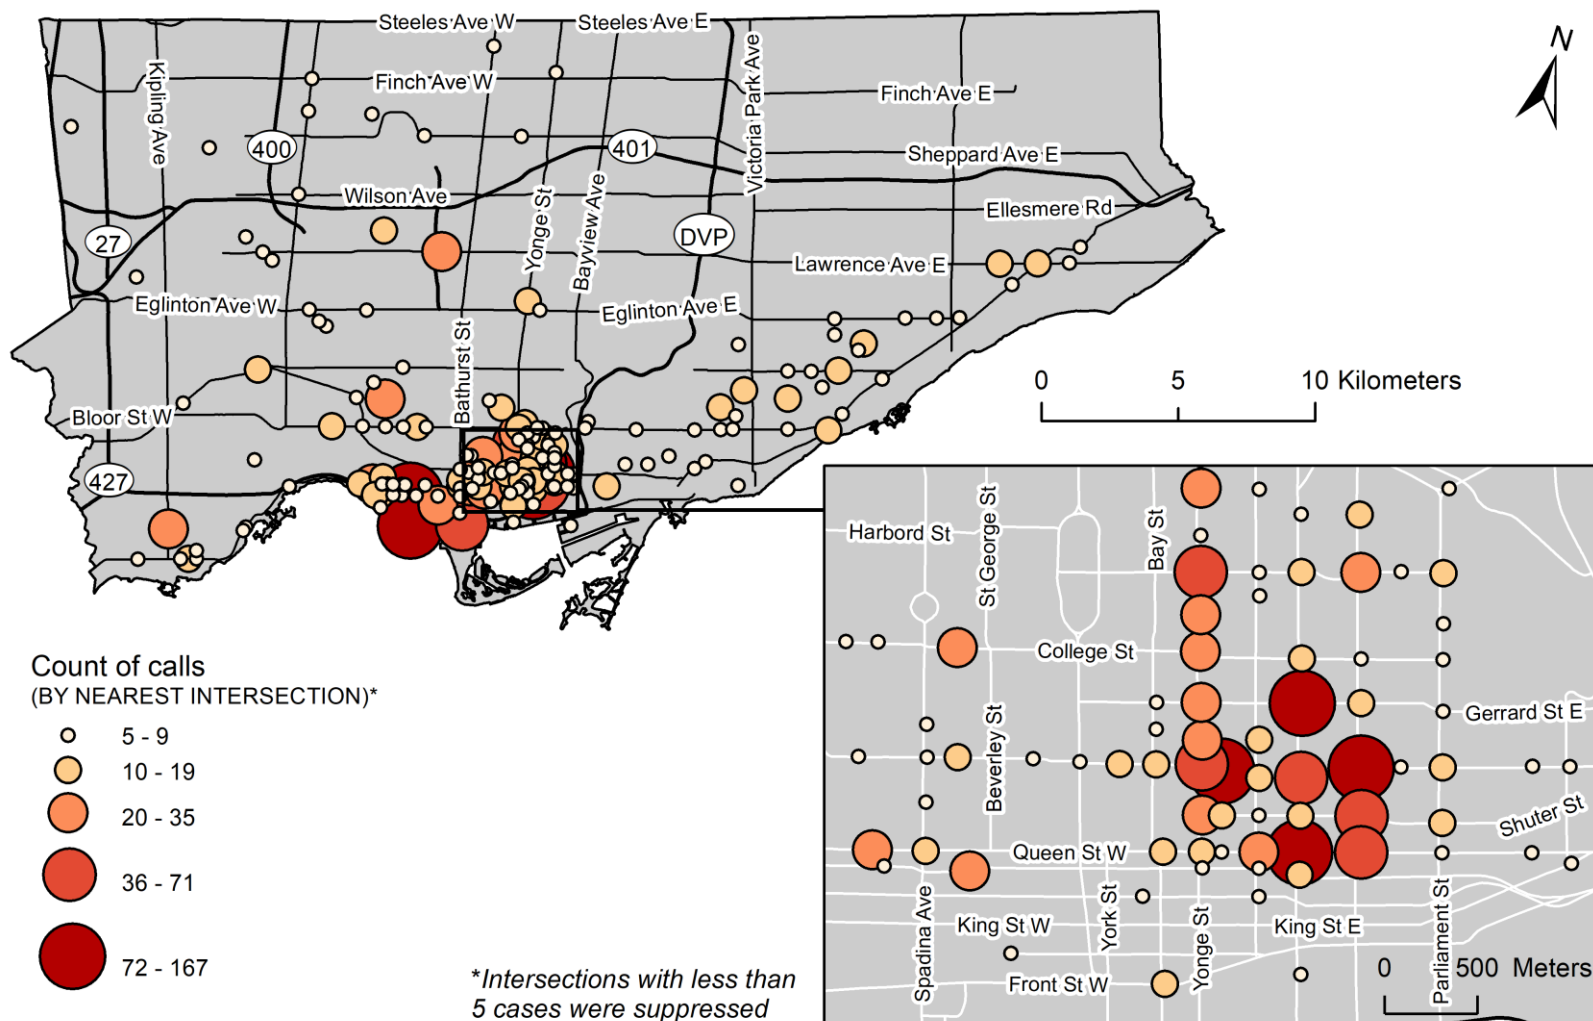 Steeles Ave W
Steeles Ave E
N
Kipling Ave
Finch Ave W
Victoria Park Ave
Finch Ave E
400
401
Sheppard Ave E
Wilson Ave
Yonge St
Bayview Ave
Ellesmere Rd
27
DVP
Lawrence Ave E
Eglinton Ave W
Eglinton Ave E
Bathurst St
0 5 10 Kilometers
Bloor St W
427
Harbord St
St George St
Bay St
College St
Beverley St
Gerrard St E
Shuter St
Queen St W
Spadina Ave
King St W
York St
Yonge St
King St E
Parliament St
Front St W
0 500 Meters
Count of calls
(BY NEAREST INTERSECTION)*
5 - 9
10 - 19
20 - 35
36 - 71
72 - 167
*Intersections with less than
5 cases were suppressed